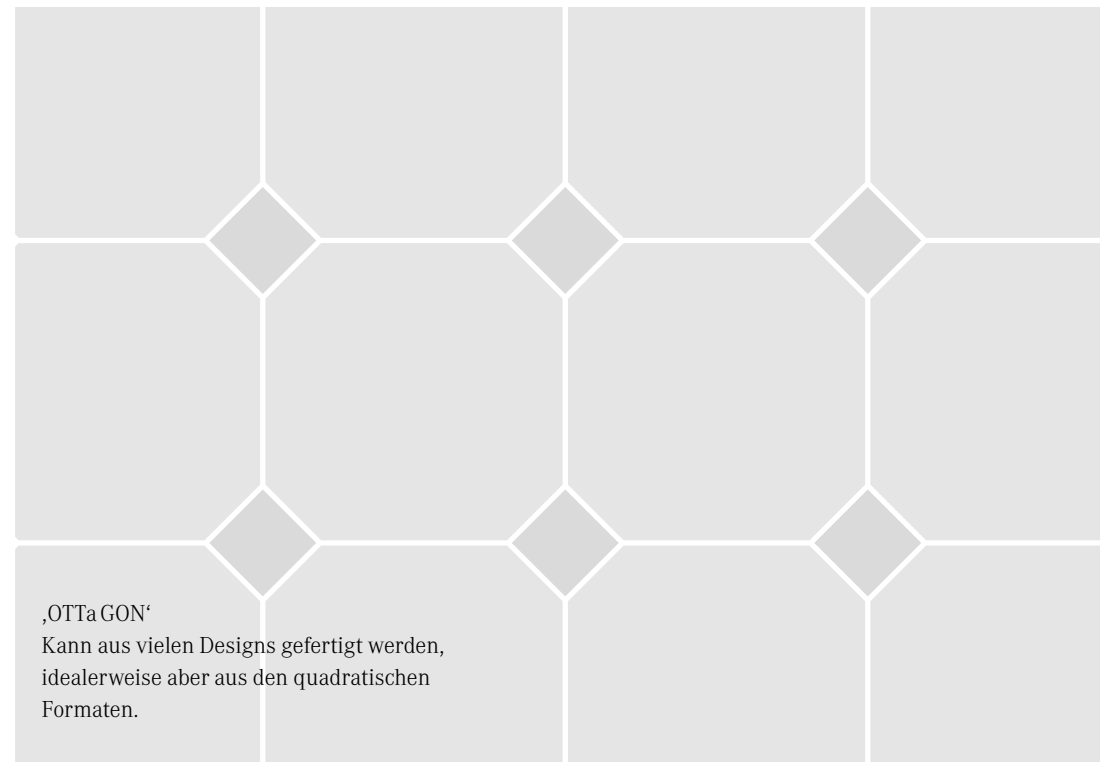 ‚OTTa GON‘
Kann aus vielen Designs gefertigt werden,
idealerweise aber aus den quadratischen
Formaten.